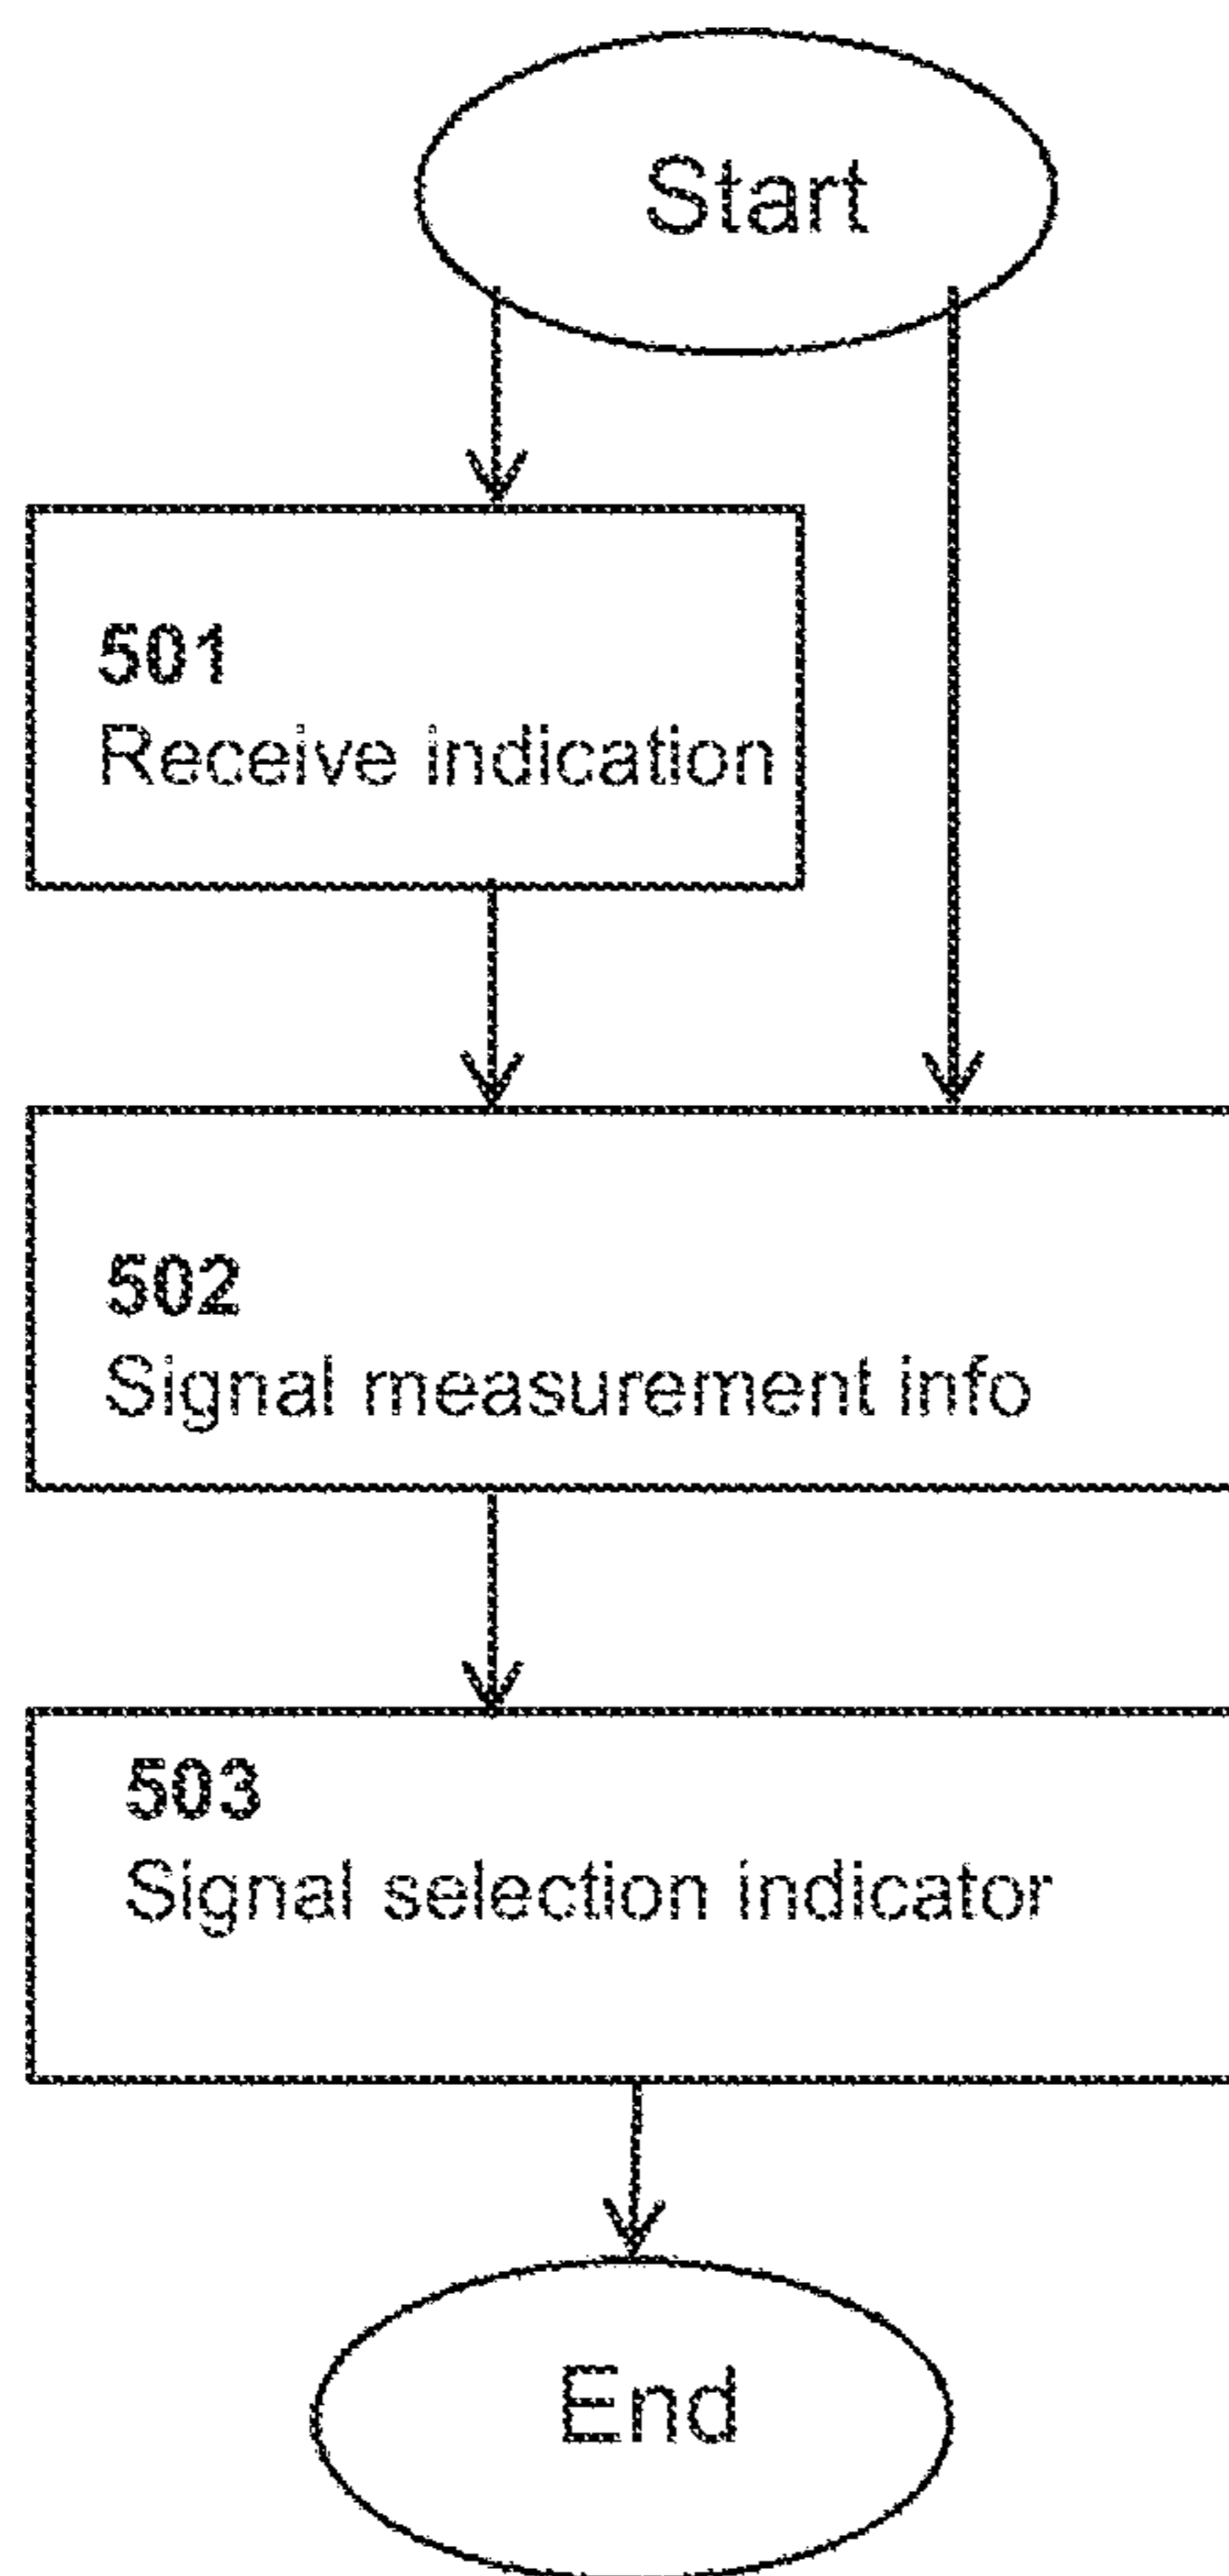 Start
501
Receive indication
502
Signal measurement info
503
Signal selection indicator
End